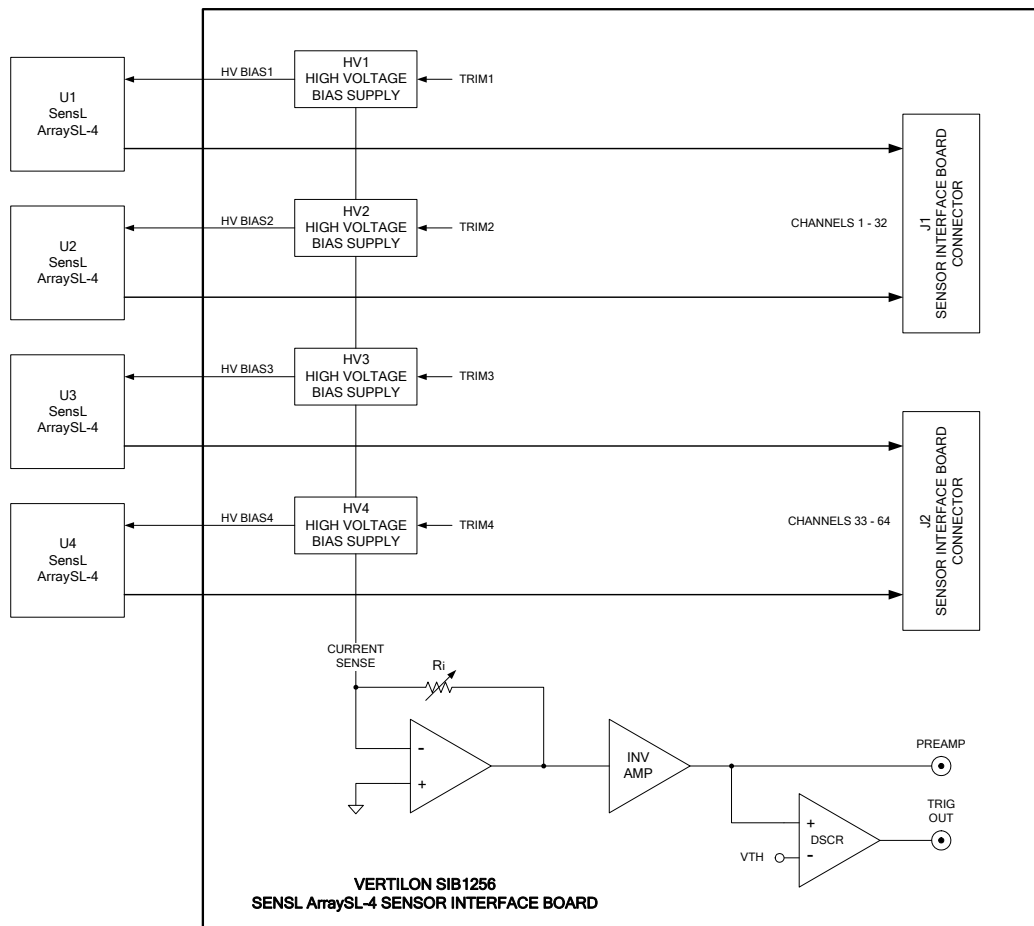 HV1
HIGH VOLTAGE
BIAS SUPPLY
HV BIAS1
TRIM1
U1
SensL
ArraySL-4
HV2
HIGH VOLTAGE
BIAS SUPPLY
HV BIAS2
TRIM2
U2
SensL
ArraySL-4
CHANNELS 1 - 32
J1
SENSOR INTERFACE BOARD
CONNECTOR
HV3
HIGH VOLTAGE
BIAS SUPPLY
HV BIAS3
TRIM3
U3
SensL
ArraySL-4
HV4
HIGH VOLTAGE
BIAS SUPPLY
HV BIAS4
TRIM4
U4
SensL
ArraySL-4
CHANNELS 33 - 64
J2
SENSOR INTERFACE BOARD
CONNECTOR
CURRENT
SENSE
Ri
-
+
INV
AMP
PREAMP
TRIG
OUT
+
DSCR
-
VTH
VERTILON SIB1256
SENSL ArraySL-4 SENSOR INTERFACE BOARD